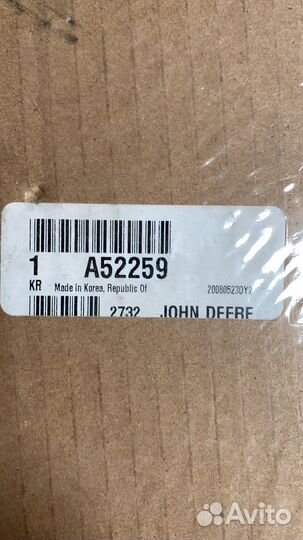 1 A52259
KR Made in Korea, Republic Of 20080523DY2
2732 JOHN DEERE
Avito